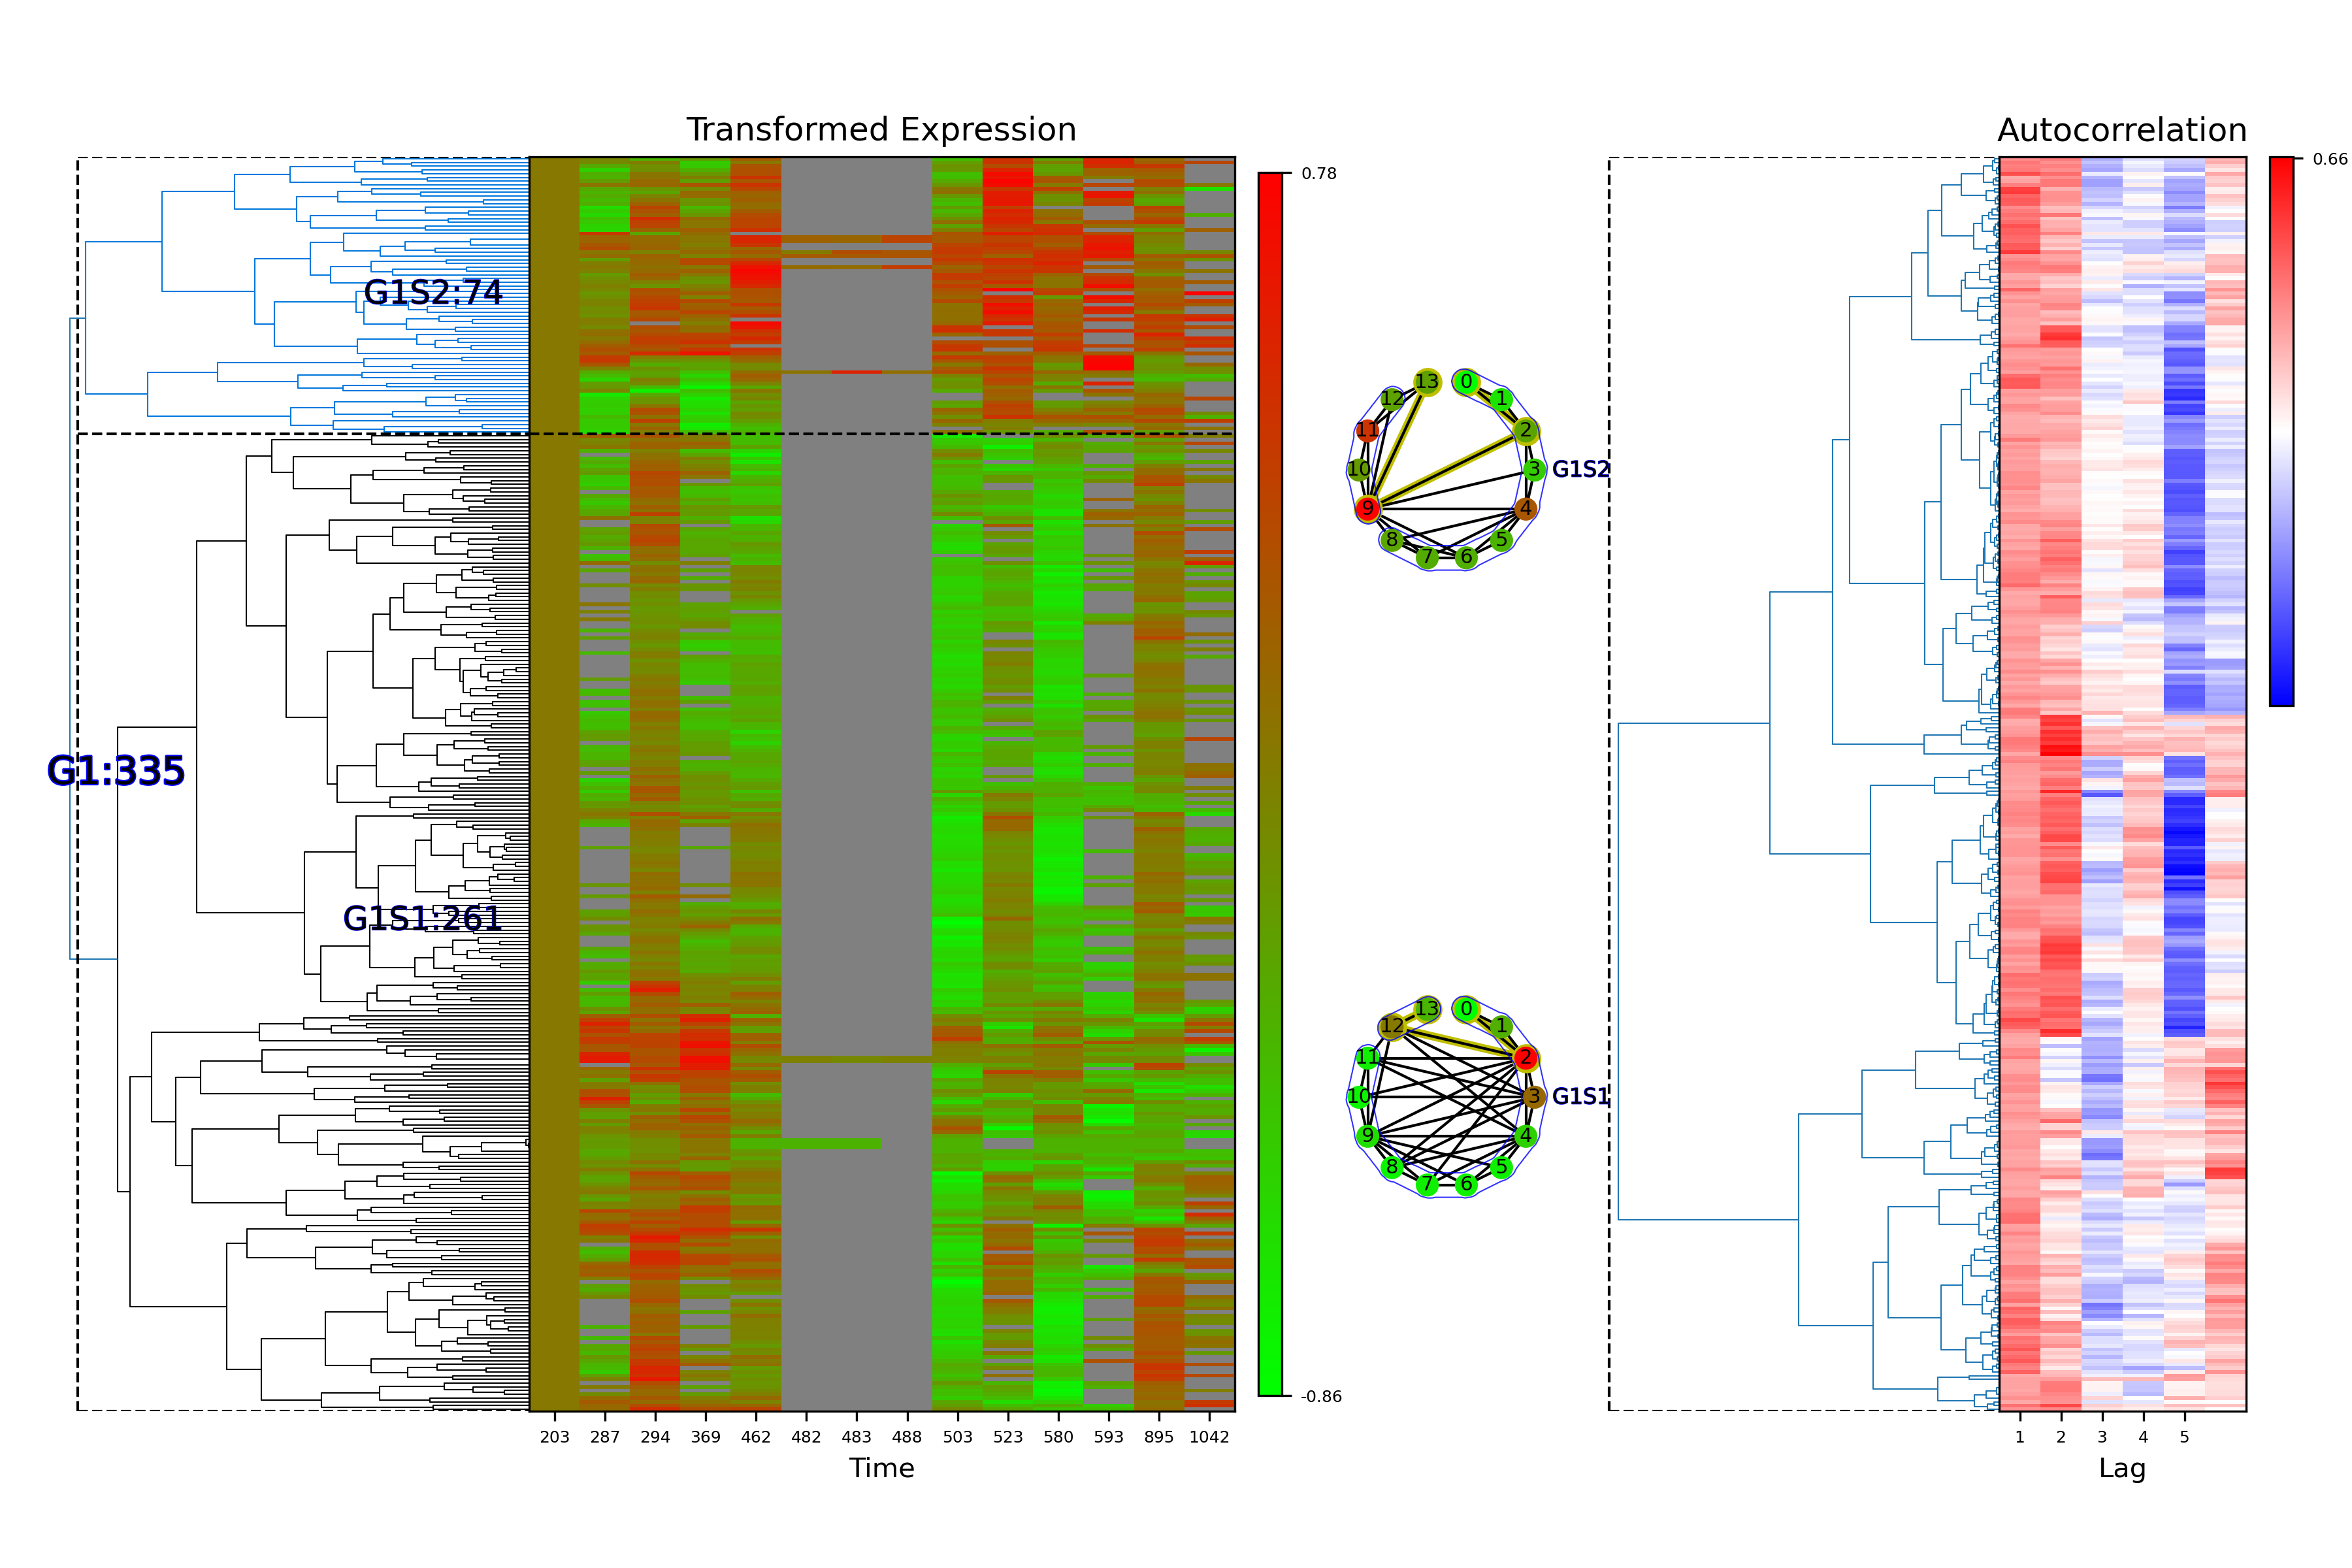 Transformed Expression
Autocorrelation
G1S2:74
G1:335
G1S1:261
0.78
-0.86
203 287 294 369 462 482 483 488 503 523 580 593 895 1042
Time
13 0
12 1
11 2
10 3 G1S2
9 4
8 5
7 6
13 0
12 1
11 2
10 3 G1S1
9 4
8 5
7 6
0.66
1 2 3 4 5
Lag